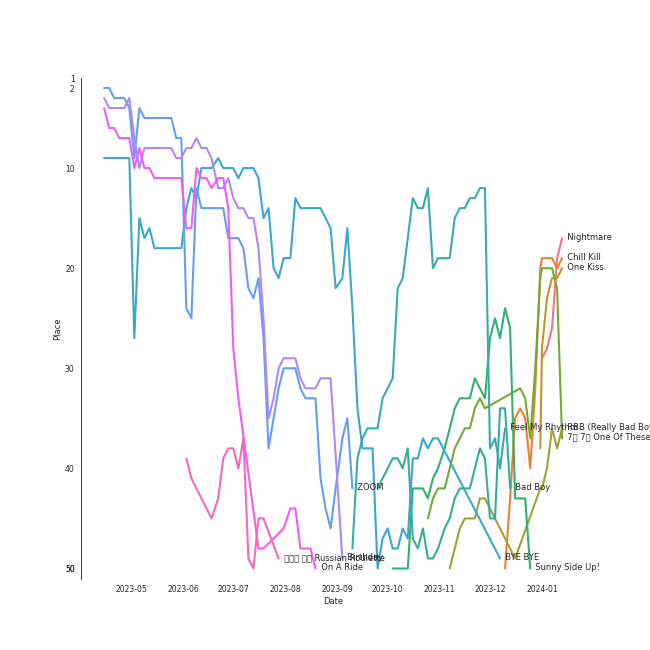 1
2
10
20
30
40
50
Place
Nightmare
Chill Kill
One Kiss
Feel My Rhythm
RBB (Really Bad Boy
7월 7일 One Of These
ZOOM
Bad Boy
Birthday
Russian Roulette
BYE BYE
On A Ride
Sunny Side Up!
2023-05
2023-06
2023-07
2023-08
2023-09
2023-10
2023-11
2023-12
2024-01
Date